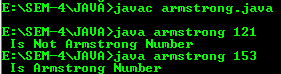 E:\SEM-4\JAVA>javac armstrong.java
E:\SEM-4\JAVA>java armstrong 121
Is Not Armstrong Number
E:\SEM-4\JAVA>java armstrong 153
Is Armstrong Number